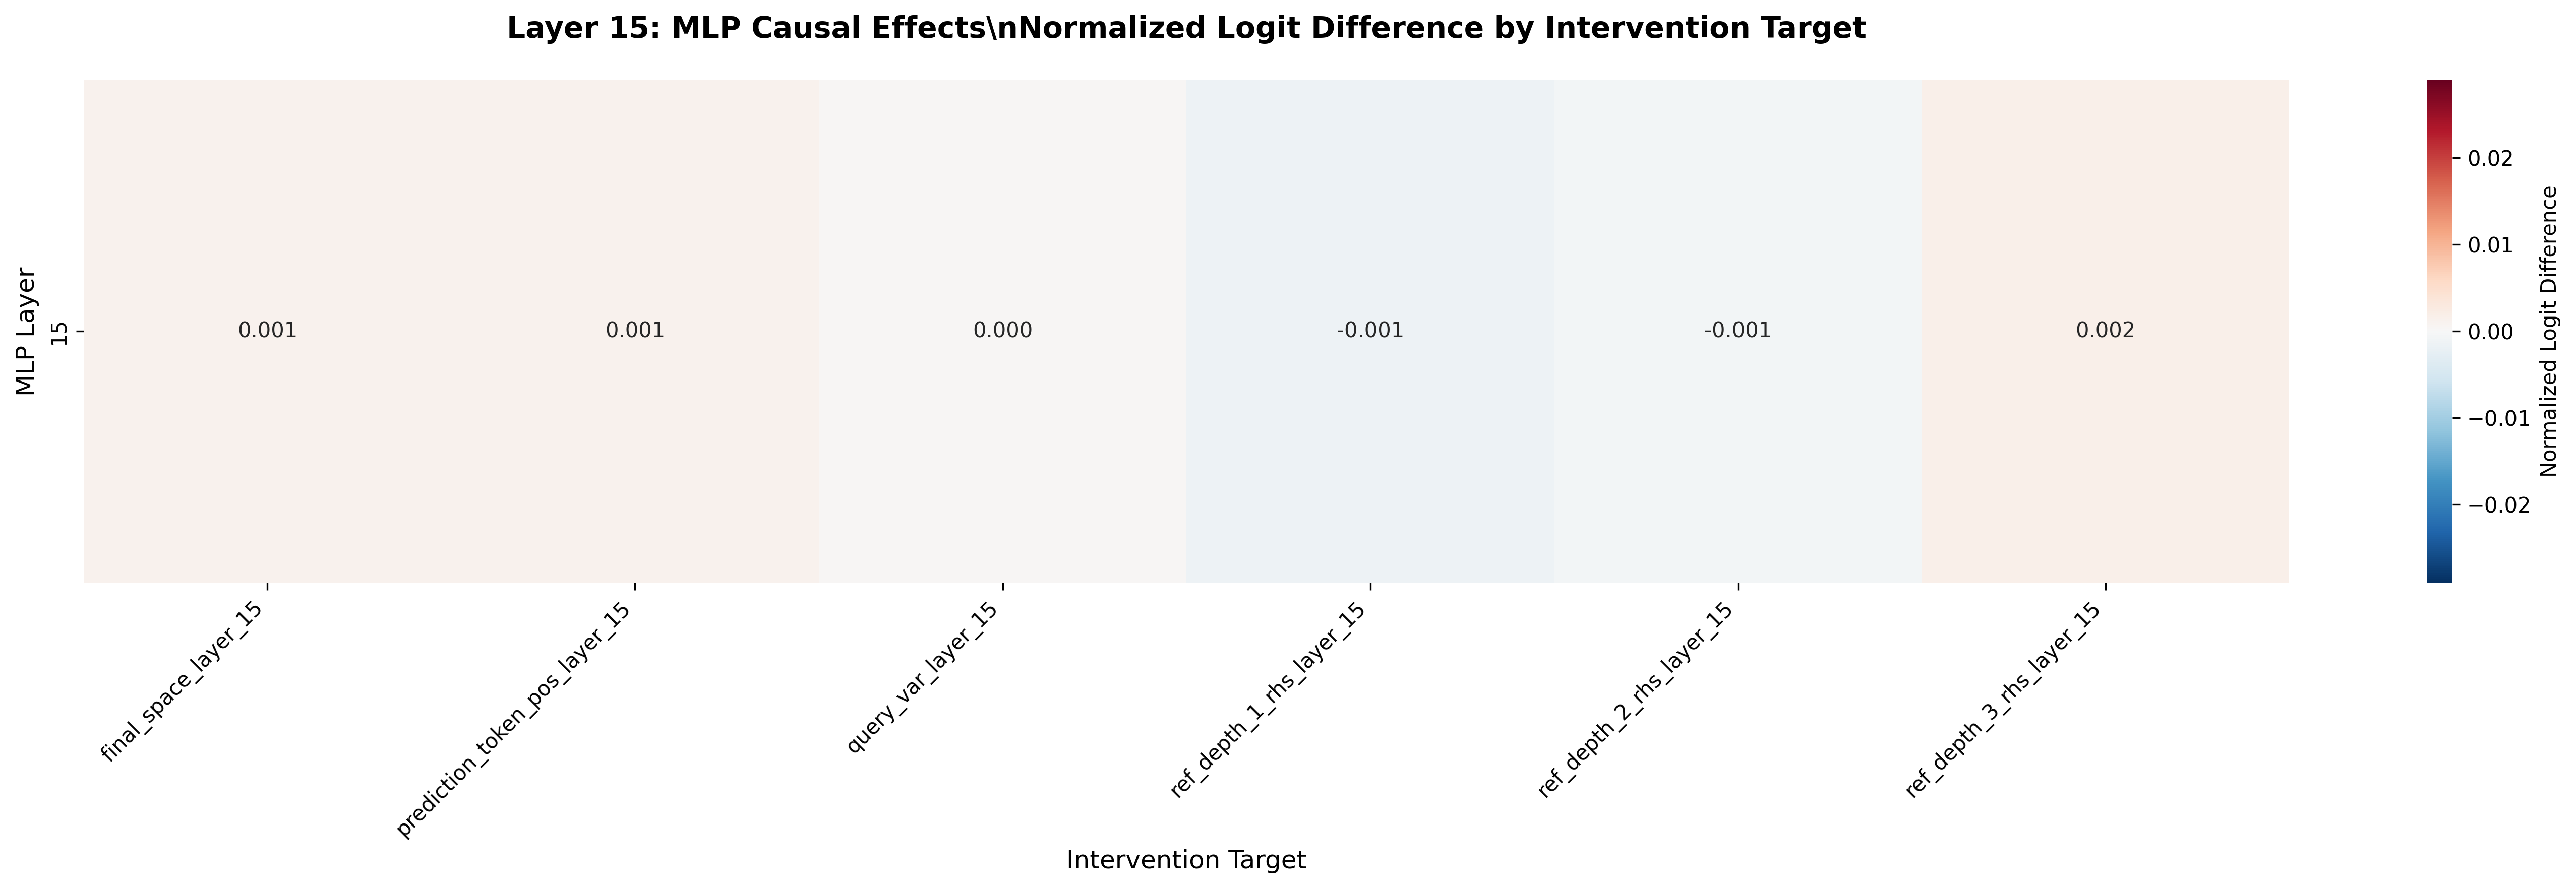 Layer 15: MLP Causal Effects\nNormalized Logit Difference by Intervention Target
MLP Layer
15
0.001
0.001
0.000
-0.001
-0.001
0.002
final_space_layer_15
prediction_token_pos_layer_15
query_var_layer_15
ref_depth_1_rhs_layer_15
ref_depth_2_rhs_layer_15
ref_depth_3_rhs_layer_15
Intervention Target
0.02
0.01
0.00
−0.01
−0.02
Normalized Logit Difference